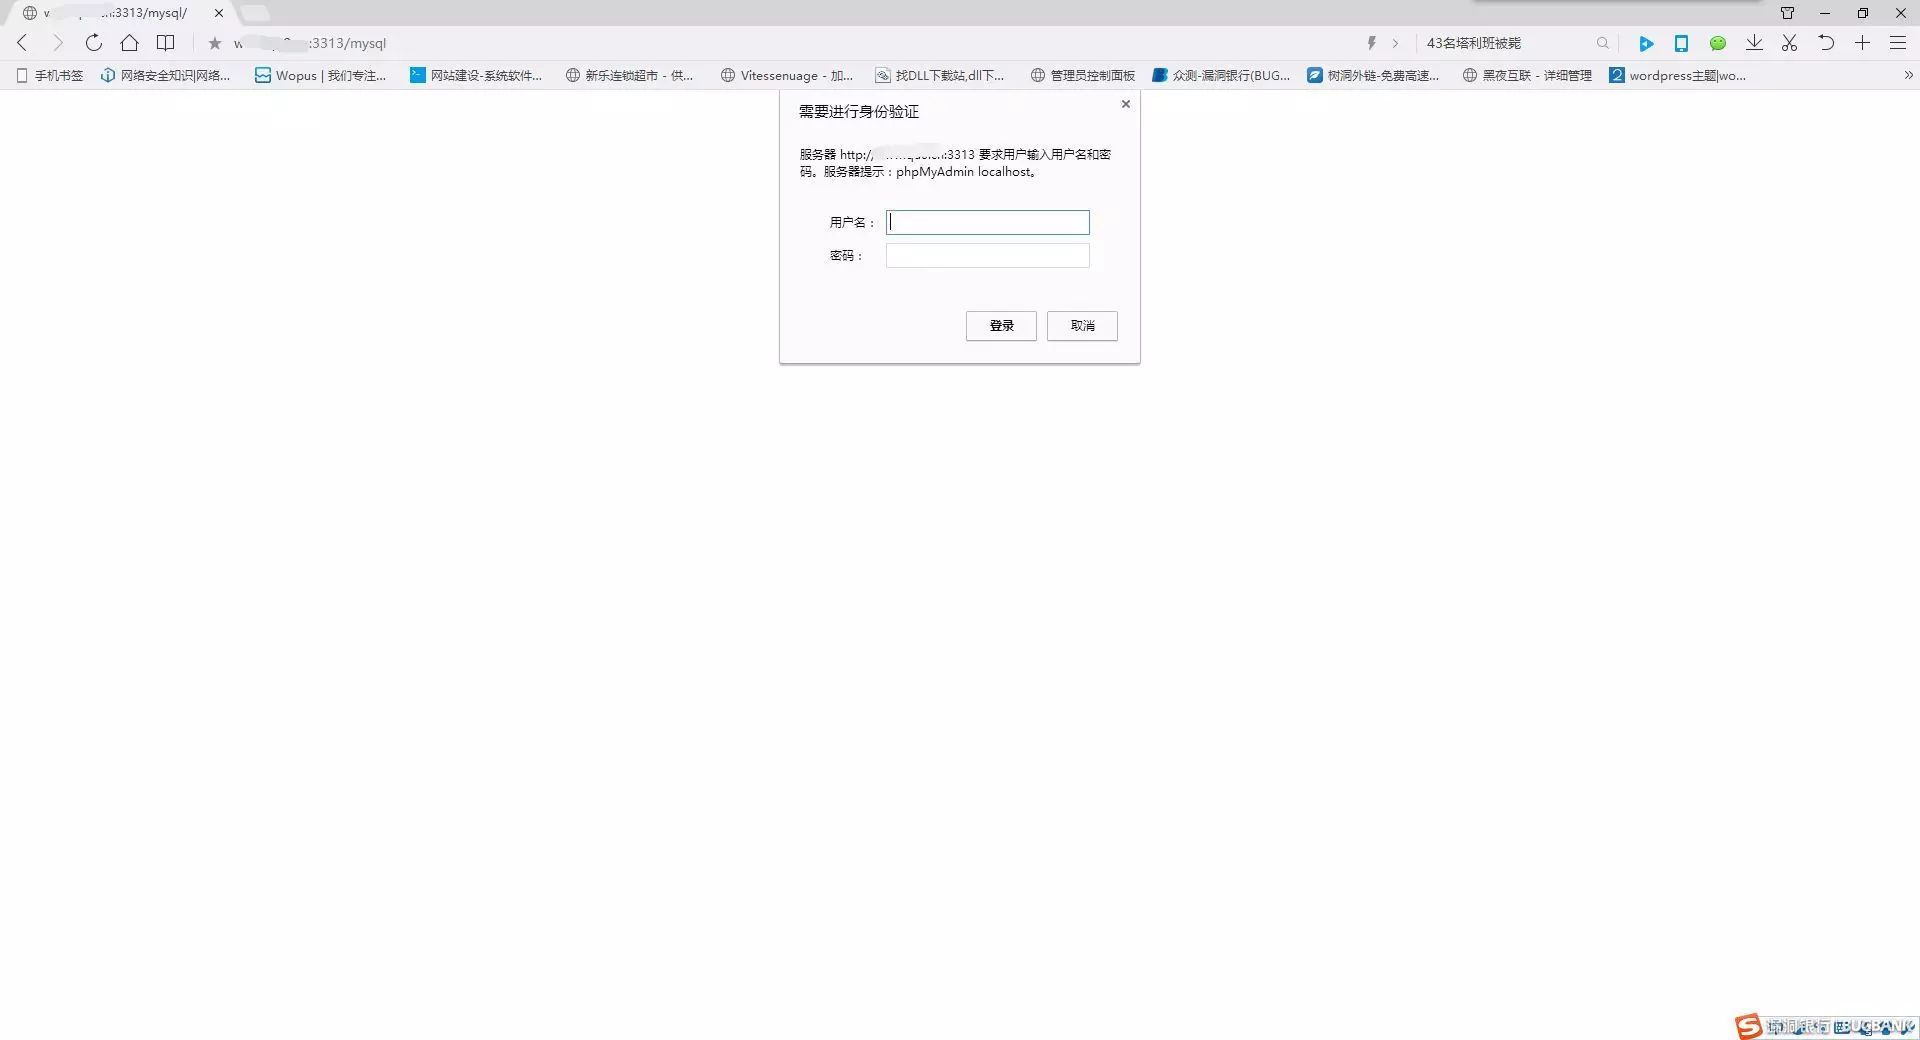 :3313/mysql/
:3313/mysql
43名塔利班被毙
手机书签
网络安全知识|网络...
Wopus | 我们专注...
网站建设-系统软件...
新乐连锁超市 - 供...
Vitessenuage - 加...
找DLL下载站,dll下...
管理员控制面板
众测-漏洞银行(BUG...
树洞外链-免费高速...
黑夜互联 - 详细管理
wordpress主题|wo...
需要进行身份验证
服务器 http:// :3313 要求用户输入用户名和密
码。服务器提示：phpMyAdmin localhost。
用户名：
密码：
登录
取消
漏洞银行 BUGBANK